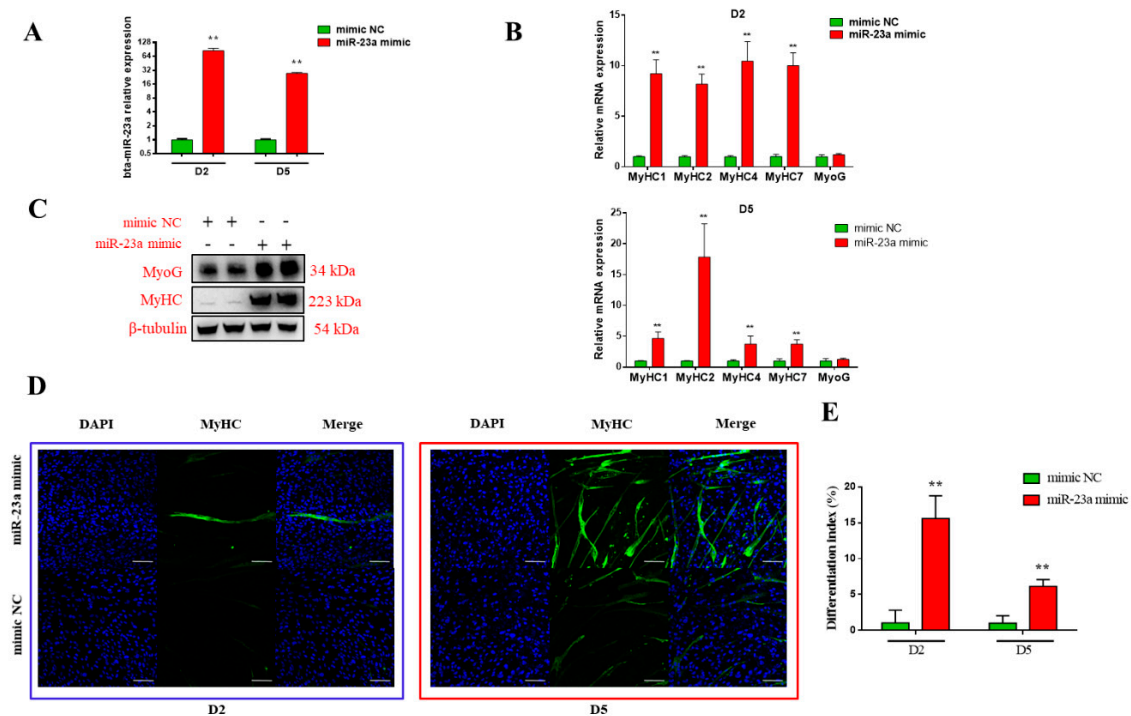 A
mimic NC
miR-23a mimic
bta-miR-23a relative expression
128
64
32
16
8
4
2
1
0.5
**
**
D2
D5
B
D2
mimic NC
miR-23a mimic
Relative mRNA expression
15
10
5
0
**
**
**
**
MyHC1 MyHC2 MyHC4 MyHC7 MyoG
D5
mimic NC
miR-23a mimic
Relative mRNA expression
25
20
15
10
5
0
**
**
**
**
MyHC1 MyHC2 MyHC4 MyHC7 MyoG
C
mimic NC + + - -
miR-23a mimic - - + +
MyoG 34 kDa
MyHC 223 kDa
β-tubulin 54 kDa
D
DAPI MyHC Merge DAPI MyHC Merge
miR-23a mimic
mimic NC
D2 D5
E
mimic NC
miR-23a mimic
Differentiation index (%)
20
15
10
5
0
**
**
D2 D5